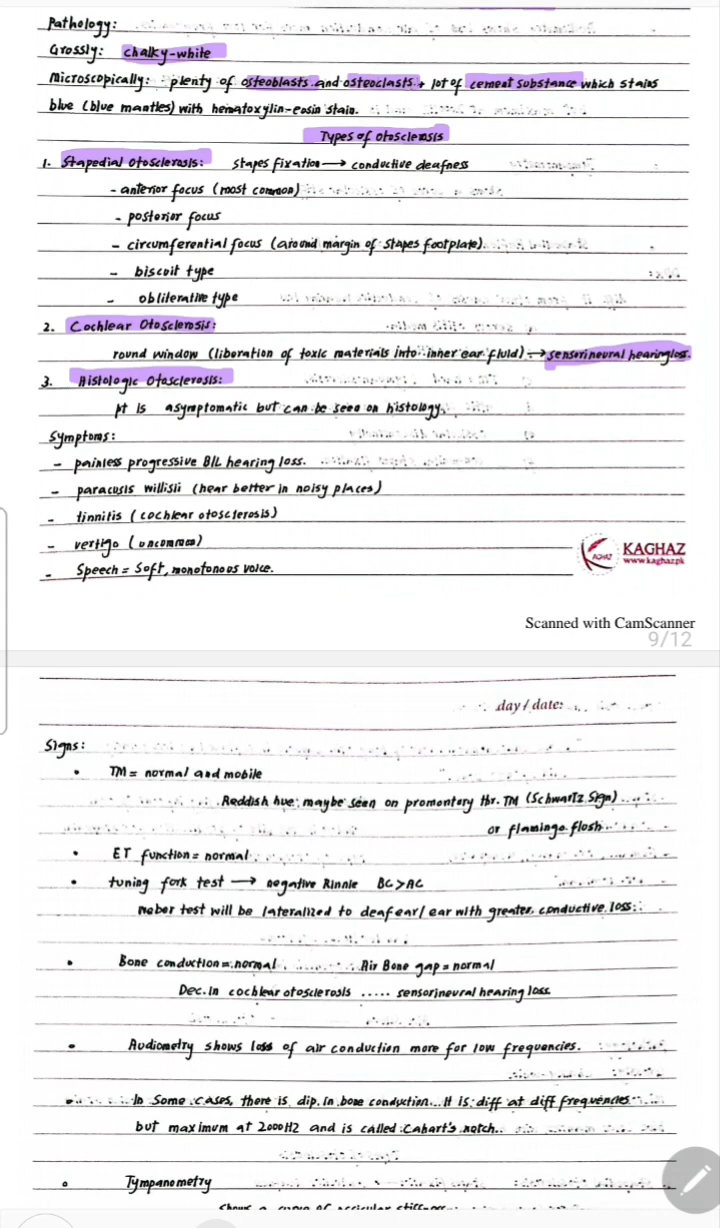 Pathology:
Grossly: chalky-white
Microscopically: plenty of osteoblasts and osteoclasts + lot of cement substance which stains
blue (blue mantles) with hematoxylin-eosin stain.
Types of otosclerosis
1. Stapedial Otosclerosis: stapes fixation → conductive deafness
- anterior focus (most common)
- posterior focus
- circumferential focus (around margin of stapes footplate)
- biscuit type
- obliterative type
2. Cochlear Otosclerosis:
round window (liberation of toxic materials into inner ear fluid) → sensorineural hearing loss.
3. Histologic Otosclerosis:
pt is asymptomatic but can be seen on histology.
Symptoms:
- painless progressive B/L hearing loss.
- paracusis willisii (hear better in noisy places)
- tinnitis (cochlear otosclerosis)
- vertigo (uncommon)
- Speech = Soft, monotonous voice.
KAGHAZ
www.kaghaz.pk
Scanned with CamScanner
9/12
day / date:
Signs:
• TM = normal and mobile
Reddish hue maybe seen on promontory thr. TM (Schwartz Sign)
or flamingo flush
• ET function = normal
• tuning fork test → negative Rinnie BC > AC
weber test will be lateralized to deaf ear/ ear with greater conductive loss.
• Bone conduction = normal. Air Bone gap = normal
Dec. in cochlear otosclerosis ..... sensorineural hearing loss
• Audiometry shows loss of air conduction more for low frequencies.
• In Some cases, there is dip in bone conduction... It is diff at diff frequencies
but maximum at 2000HZ and is called Cahart's notch.
• Tympanometry